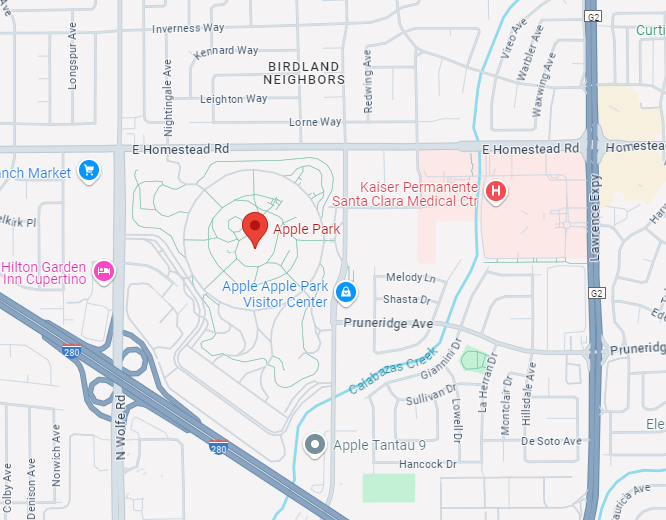 Inverness Way
Longspur Ave
Kennard Way
BIRDLAND
NEIGHBORS
Nightingale Ave
Redwing Ave
Leighton Way
Lorne Way
Vireo Ave
Warbler Ave
Waxwing Ave
G2
E Homestead Rd
E Homestead Rd
Homestead
Kaiser Permanente
Santa Clara Medical Ctr
H
Apple Park
Hilton Garden
Inn Cupertino
Apple Apple Park
Visitor Center
Lawrence Expy
Melody Ln
Shasta Dr
G2
Pruneridge Ave
Pruneridge
280
N Wolfe Rd
Calabazas Creek
Giannini Dr
La Herran Dr
Sullivan Dr
Lowell Dr
Montclair Dr
Hillsdale Ave
De Soto Ave
280
Apple Tantau 9
Hancock Dr
Colby Ave
Denison Ave
Norwich Ave
Market
Pl